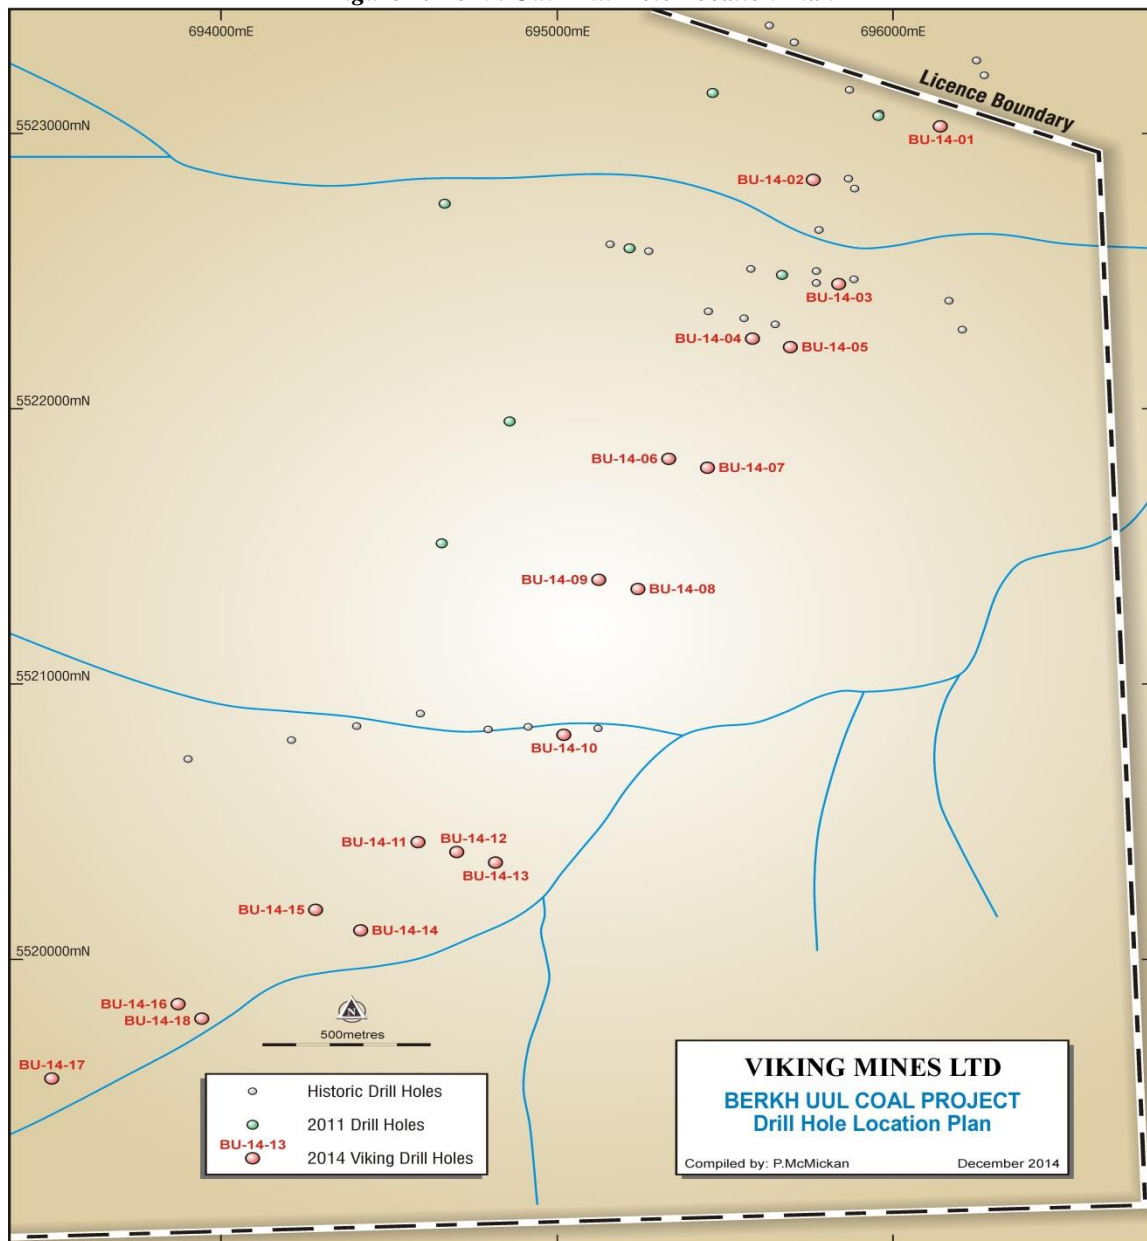 694000mE
695000mE
696000mE
Licence Boundary
5523000mN
BU-14-01
BU-14-02
BU-14-03
BU-14-04
BU-14-05
5522000mN
BU-14-06
BU-14-07
BU-14-09
BU-14-08
5521000mN
BU-14-10
BU-14-11
BU-14-12
BU-14-13
BU-14-15
BU-14-14
5520000mN
BU-14-16
BU-14-18
BU-14-17
N
500metres
Historic Drill Holes
2011 Drill Holes
BU-14-13
2014 Viking Drill Holes
VIKING MINES LTD
BERKH UUL COAL PROJECT
Drill Hole Location Plan
Compiled by: P.McMickan December 2014